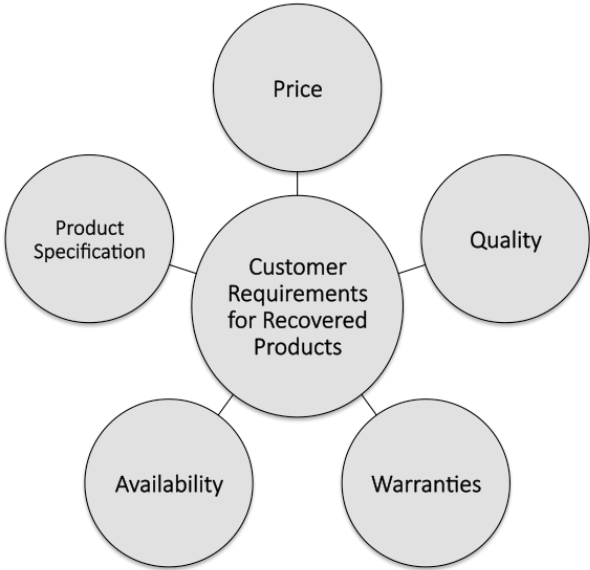 Price
Product
Specification
Quality
Customer
Requirements
for Recovered
Products
Availability
Warranties